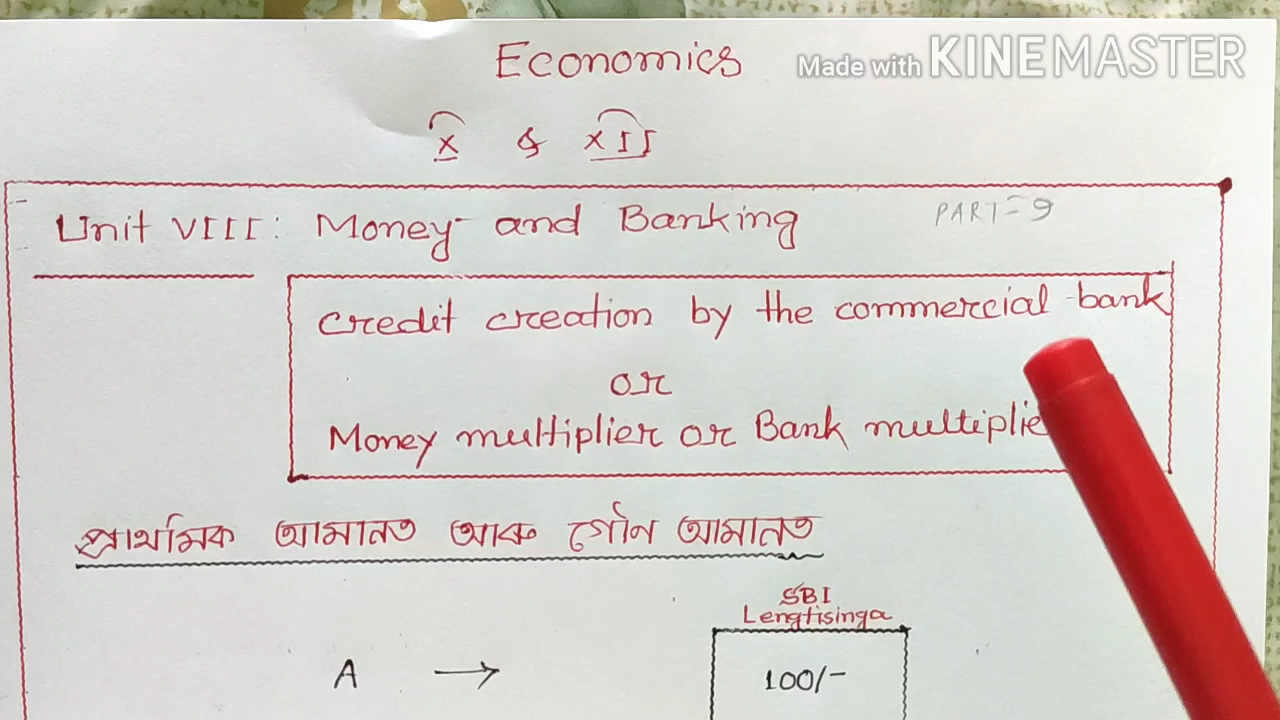 Economics
Made with KINEMASTER
X & XII
Unit VIII: Money and Banking
PART-9
Credit creation by the commercial bank
or
Money multiplier or Bank multiplie
প্ৰাথমিক আমানত আৰু গৌন আমানত
SBI
Lengtisinga
A → 100/-